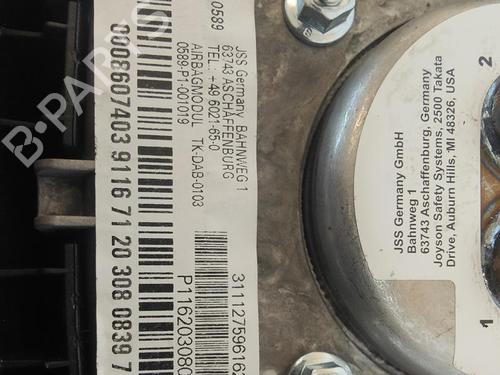 0589
JSS Germany BAHNWEG 1
63743 ASCHAFFENBURG
TEL.: +49 6021-65-0
AIRBAGMODUL TK-DAB-0103
0589-P1-001019
0008607403 9116 71 20 308 0839 7
3111127596162
P116203080
JSS Germany GmbH
Bahnweg 1
63743 Aschaffenburg, Germany
Joyson Safety Systems, 2500 Takata
Drive, Auburn Hills, MI 48326, USA
1
2
B-PARTS